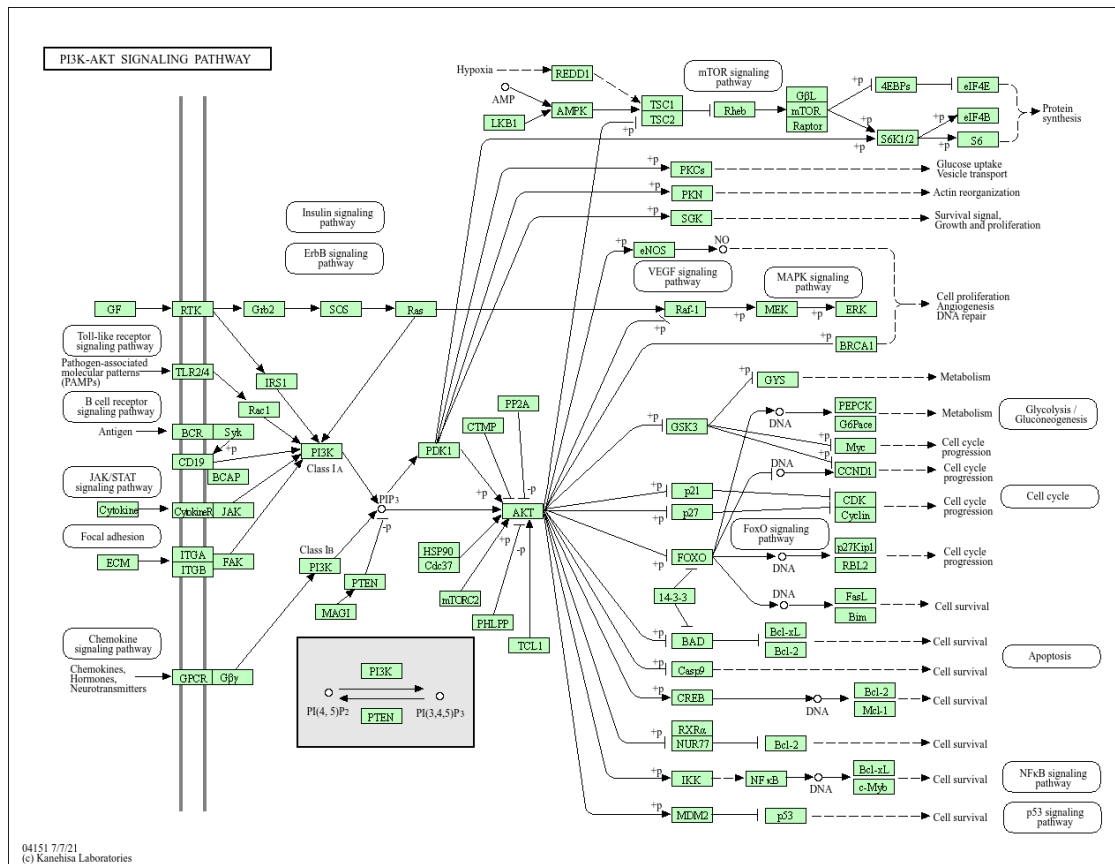 PI3K-AKT SIGNALING PATHWAY
Hypoxia
REDD1
mTOR signaling
pathway
AMP
LKB1
AMPK
TSC1
TSC2
+p
Rheb
GβL
mTOR
Raptor
+p
4EBPs
eIF4E
+p
S6K1/2
+p
+p
+p
eIF4B
S6
Protein
synthesis
+p
PKCs
Glucose uptake
Vesicle transport
+p
PKN
Actin reorganization
+p
SGK
Survival signal,
Growth and proliferation
Insulin signaling
pathway
ErbB signaling
pathway
+p
eNOS
NO
VEGF signaling
pathway
MAPK signaling
pathway
GF
RTK
Grb2
SOS
Ras
Raf-1
+p
+p
MEK
+p
ERK
Cell proliferation
Angiogenesis
DNA repair
+p
BRCA1
Toll-like receptor
signaling pathway
Pathogen-associated
molecular patterns
(PAMPs)
TLR2/4
IRS1
Rac1
B cell receptor
signaling pathway
Antigen
BCR
Syk
+p
CD19
BCAP
PI3K
Class IA
PDK1
CTMP
PP2A
+p
-p
+p
GYS
Metabolism
+p
GSK3
DNA
PEPCK
G6Pace
Metabolism
Glycolysis /
Gluconeogenesis
+p
Myc
Cell cycle
progression
+p
DNA
CCND1
Cell cycle
progression
JAK/STAT
signaling pathway
Cytokine
CytokineR
JAK
PIP3
-p
AKT
+p
p21
+p
p27
CDK
Cyclin
Cell cycle
progression
Cell cycle
Focal adhesion
ECM
ITGA
ITGB
FAK
Class IB
PI3K
PTEN
MAGI
HSP90
Cdc37
+p
-p
mTORC2
PHLPP
TCL1
FoxO signaling
pathway
+p
FOXO
DNA
p27Kip1
RBL2
Cell cycle
progression
14-3-3
DNA
FasL
Bim
Cell survival
Chemokine
signaling pathway
Chemokines,
Hormones,
Neurotransmitters
GPCR
Gβγ
PI3K
PI(4, 5)P2
PI(3,4,5)P3
PTEN
+p
BAD
Bcl-xL
Bcl-2
Cell survival
Apoptosis
+p
Casp9
Cell survival
+p
CREB
DNA
Bcl-2
Mcl-1
Cell survival
+p
RXRα
NUR77
Bcl-2
Cell survival
+p
IKK
NFκB
DNA
Bcl-xL
c-Myb
Cell survival
NFκB signaling
pathway
+p
MDM2
p53
Cell survival
p53 signaling
pathway
04151 7/7/21
(c) Kanehisa Laboratories